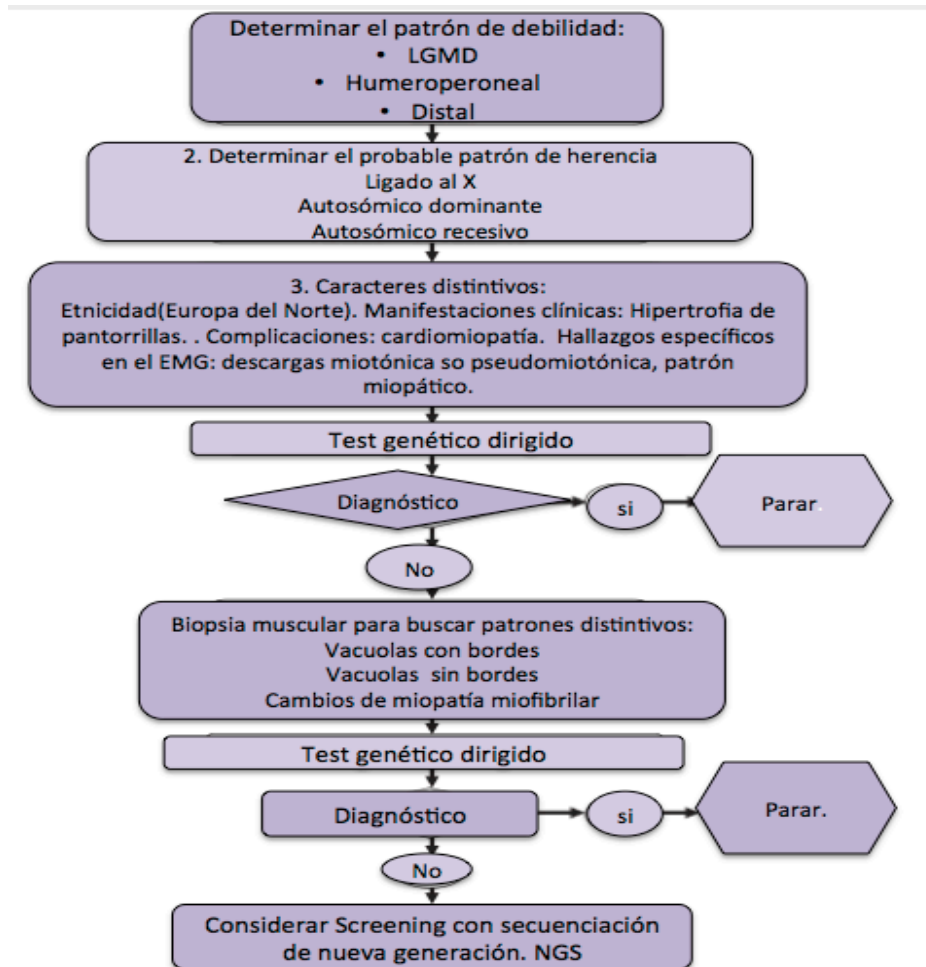 Determinar el patrón de debilidad:
• LGMD
• Humeroperoneal
• Distal
2. Determinar el probable patrón de herencia
Ligado al X
Autosómico dominante
Autosómico recesivo
3. Caracteres distintivos:
Etnicidad(Europa del Norte). Manifestaciones clínicas: Hipertrofia de
pantorrillas. . Complicaciones: cardiomiopatía. Hallazgos específicos
en el EMG: descargas miotónica so pseudomiotónica, patrón
miopático.
Test genético dirigido
Diagnóstico
si
Parar.
No
Biopsia muscular para buscar patrones distintivos:
Vacuolas con bordes
Vacuolas sin bordes
Cambios de miopatía miofibrilar
Test genético dirigido
Diagnóstico
si
Parar.
No
Considerar Screening con secuenciación
de nueva generación. NGS